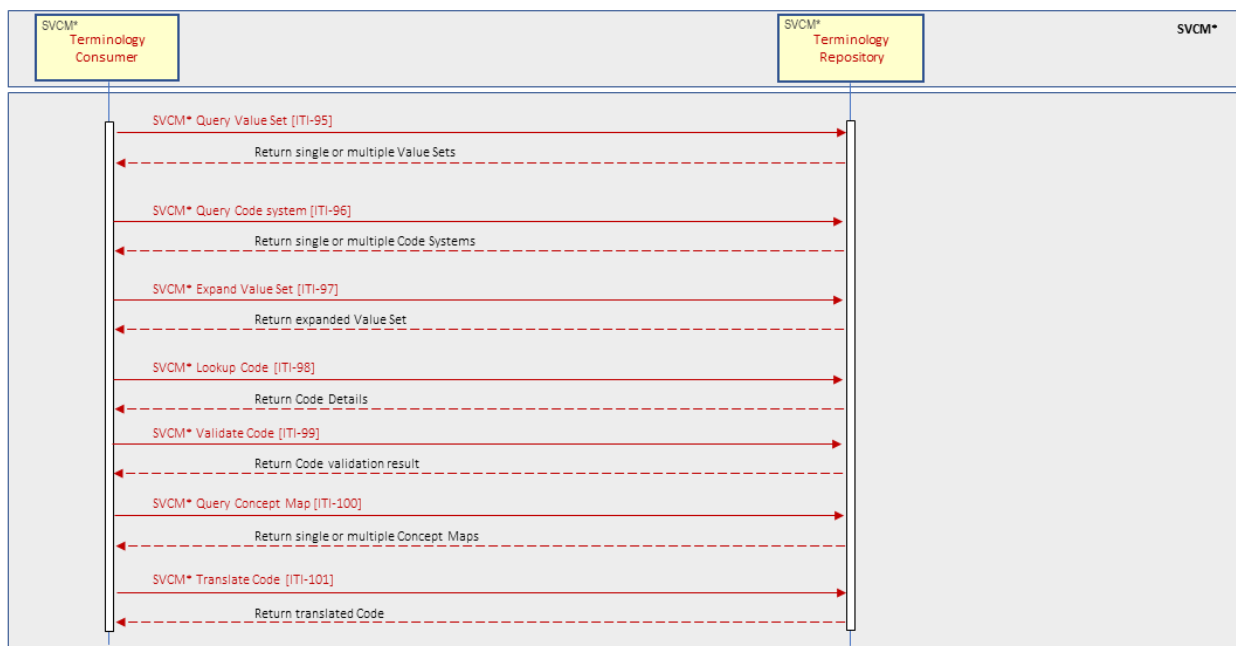 SVCM*
Terminology
Consumer
SVCM*
Terminology
Repository
SVCM*
SVCM* Query Value Set [ITI-95]
Return single or multiple Value Sets
SVCM* Query Code system [ITI-96]
Return single or multiple Code Systems
SVCM* Expand Value Set [ITI-97]
Return expanded Value Set
SVCM* Lookup Code [ITI-98]
Return Code Details
SVCM* Validate Code [ITI-99]
Return Code validation result
SVCM* Query Concept Map [ITI-100]
Return single or multiple Concept Maps
SVCM* Translate Code [ITI-101]
Return translated Code